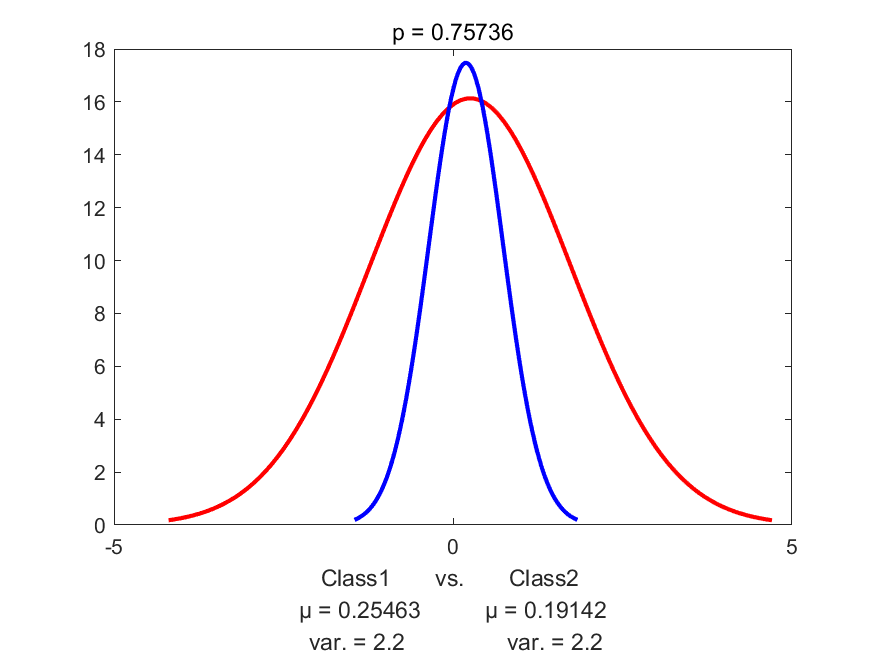 p = 0.75736
18
16
14
12
10
8
6
4
2
0
-5 0 5
Class1 vs. Class2
μ = 0.25463 μ = 0.19142
var. = 2.2 var. = 2.2